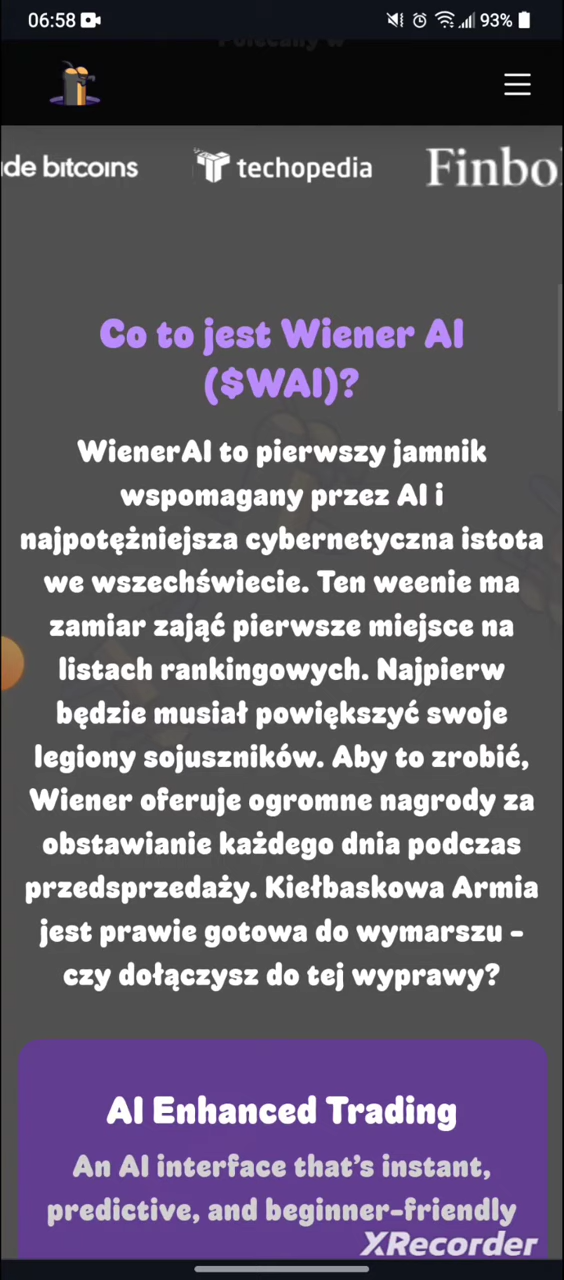 06:58
93%
Polecany w
de bitcoins
techopedia
Finbo
Co to jest Wiener AI
($WAI)?
WienerAI to pierwszy jamnik
wspomagany przez AI i
najpotężniejsza cybernetyczna istota
we wszechświecie. Ten weenie ma
zamiar zająć pierwsze miejsce na
listach rankingowych. Najpierw
będzie musiał powiększyć swoje
legiony sojuszników. Aby to zrobić,
Wiener oferuje ogromne nagrody za
obstawianie każdego dnia podczas
przedsprzedaży. Kiełbaskowa Armia
jest prawie gotowa do wymarszu -
czy dołączysz do tej wyprawy?
AI Enhanced Trading
An AI interface that's instant,
predictive, and beginner-friendly
XRecorder